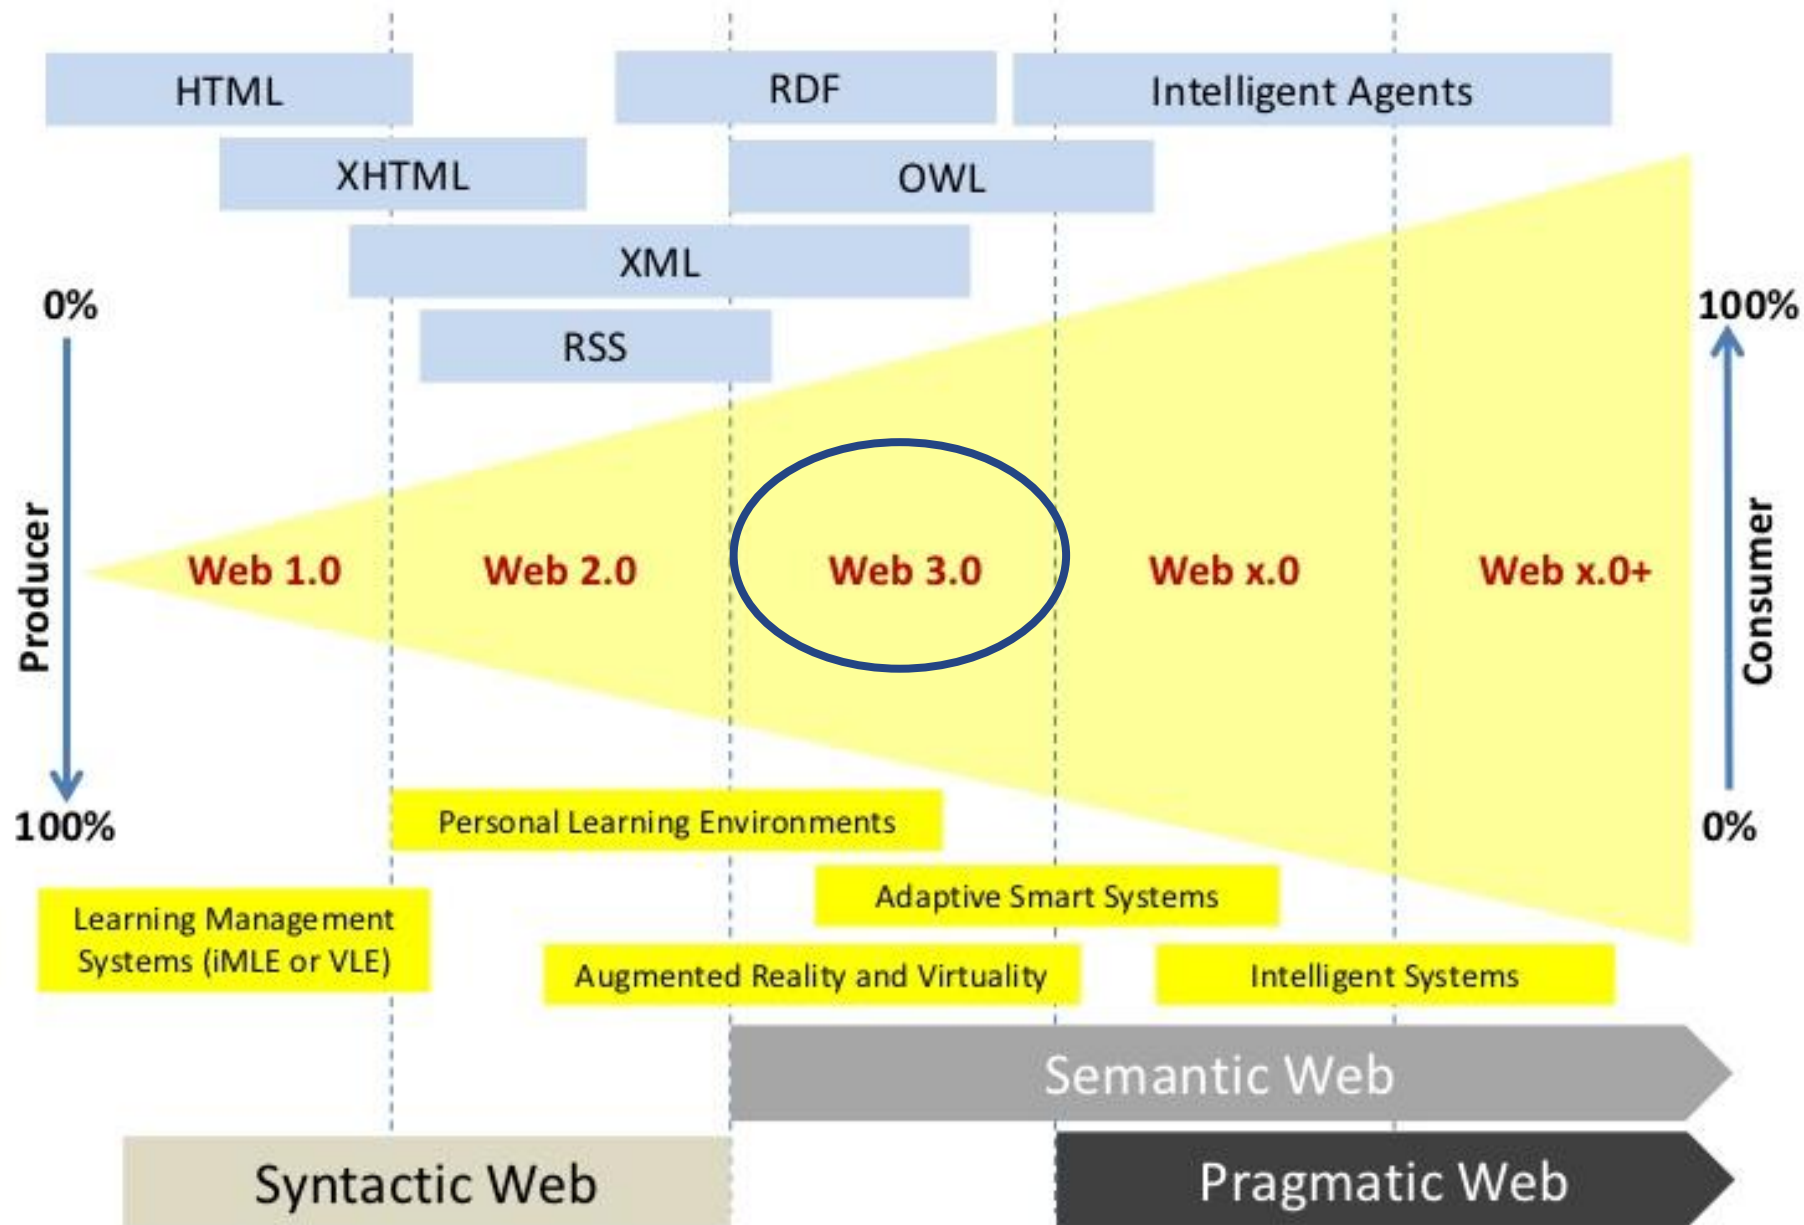 HTML
RDF
Intelligent Agents
XHTML
OWL
XML
RSS
0%
100%
Producer
Web 1.0
Web 2.0
Web 3.0
Web x.0
Web x.0+
Consumer
100%
0%
Personal Learning Environments
Adaptive Smart Systems
Learning Management
Systems (iMLE or VLE)
Augmented Reality and Virtuality
Intelligent Systems
Semantic Web
Syntactic Web
Pragmatic Web